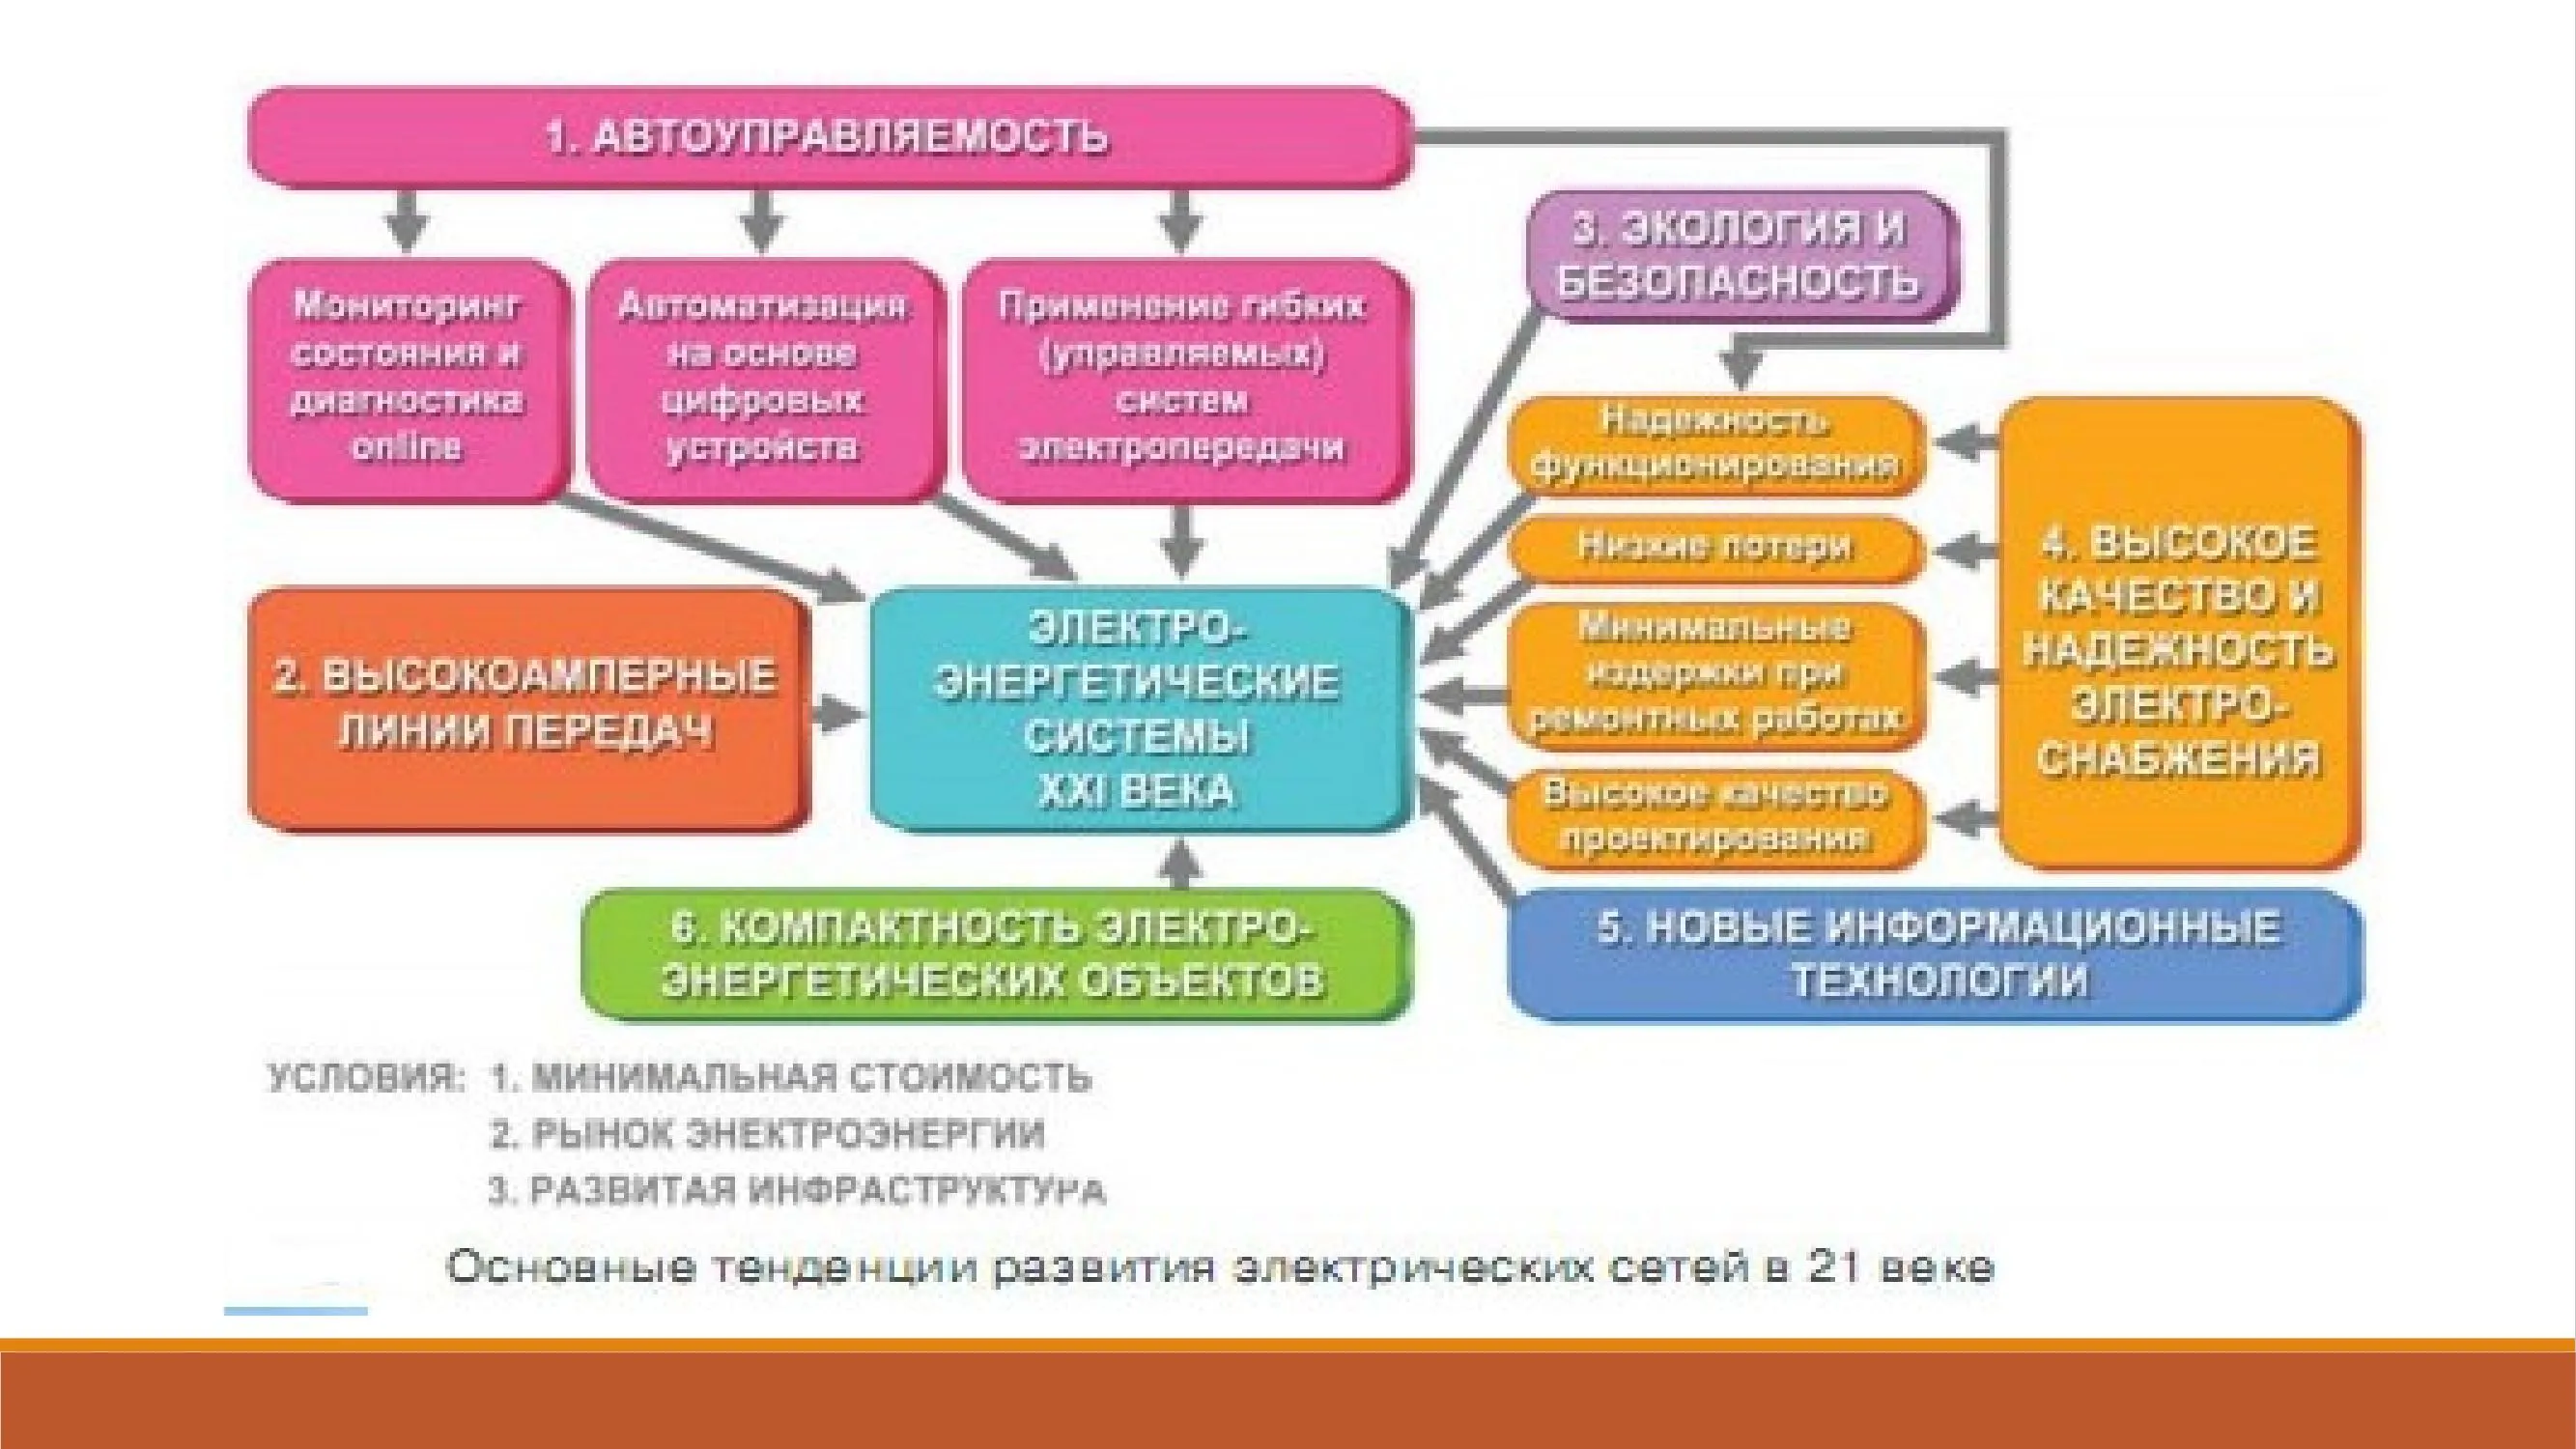 1. АВТОУПРАВЛЯЕМОСТЬ
Мониторинг
состояния и
диагностика
online
Автоматизация
на основе
цифровых
устройств
Применение гибких
(управляемых)
систем
электропередачи
3. ЭКОЛОГИЯ И
БЕЗОПАСНОСТЬ
Надежность
функционирования
Низкие потери
Минимальные
издержки при
ремонтных работах
Высокое качество
проектирования
4. ВЫСОКОЕ
КАЧЕСТВО И
НАДЕЖНОСТЬ
ЭЛЕКТРО-
СНАБЖЕНИЯ
2. ВЫСОКОАМПЕРНЫЕ
ЛИНИИ ПЕРЕДАЧ
ЭЛЕКТРО-
ЭНЕРГЕТИЧЕСКИЕ
СИСТЕМЫ
XXI ВЕКА
6. КОМПАКТНОСТЬ ЭЛЕКТРО-
ЭНЕРГЕТИЧЕСКИХ ОБЪЕКТОВ
5. НОВЫЕ ИНФОРМАЦИОННЫЕ
ТЕХНОЛОГИИ
УСЛОВИЯ: 1. МИНИМАЛЬНАЯ СТОИМОСТЬ
2. РЫНОК ЭНЕКТРОЭНЕРГИИ
3. РАЗВИТАЯ ИНФРАСТРУКТУРА
Основные тенденции развития электрических сетей в 21 веке